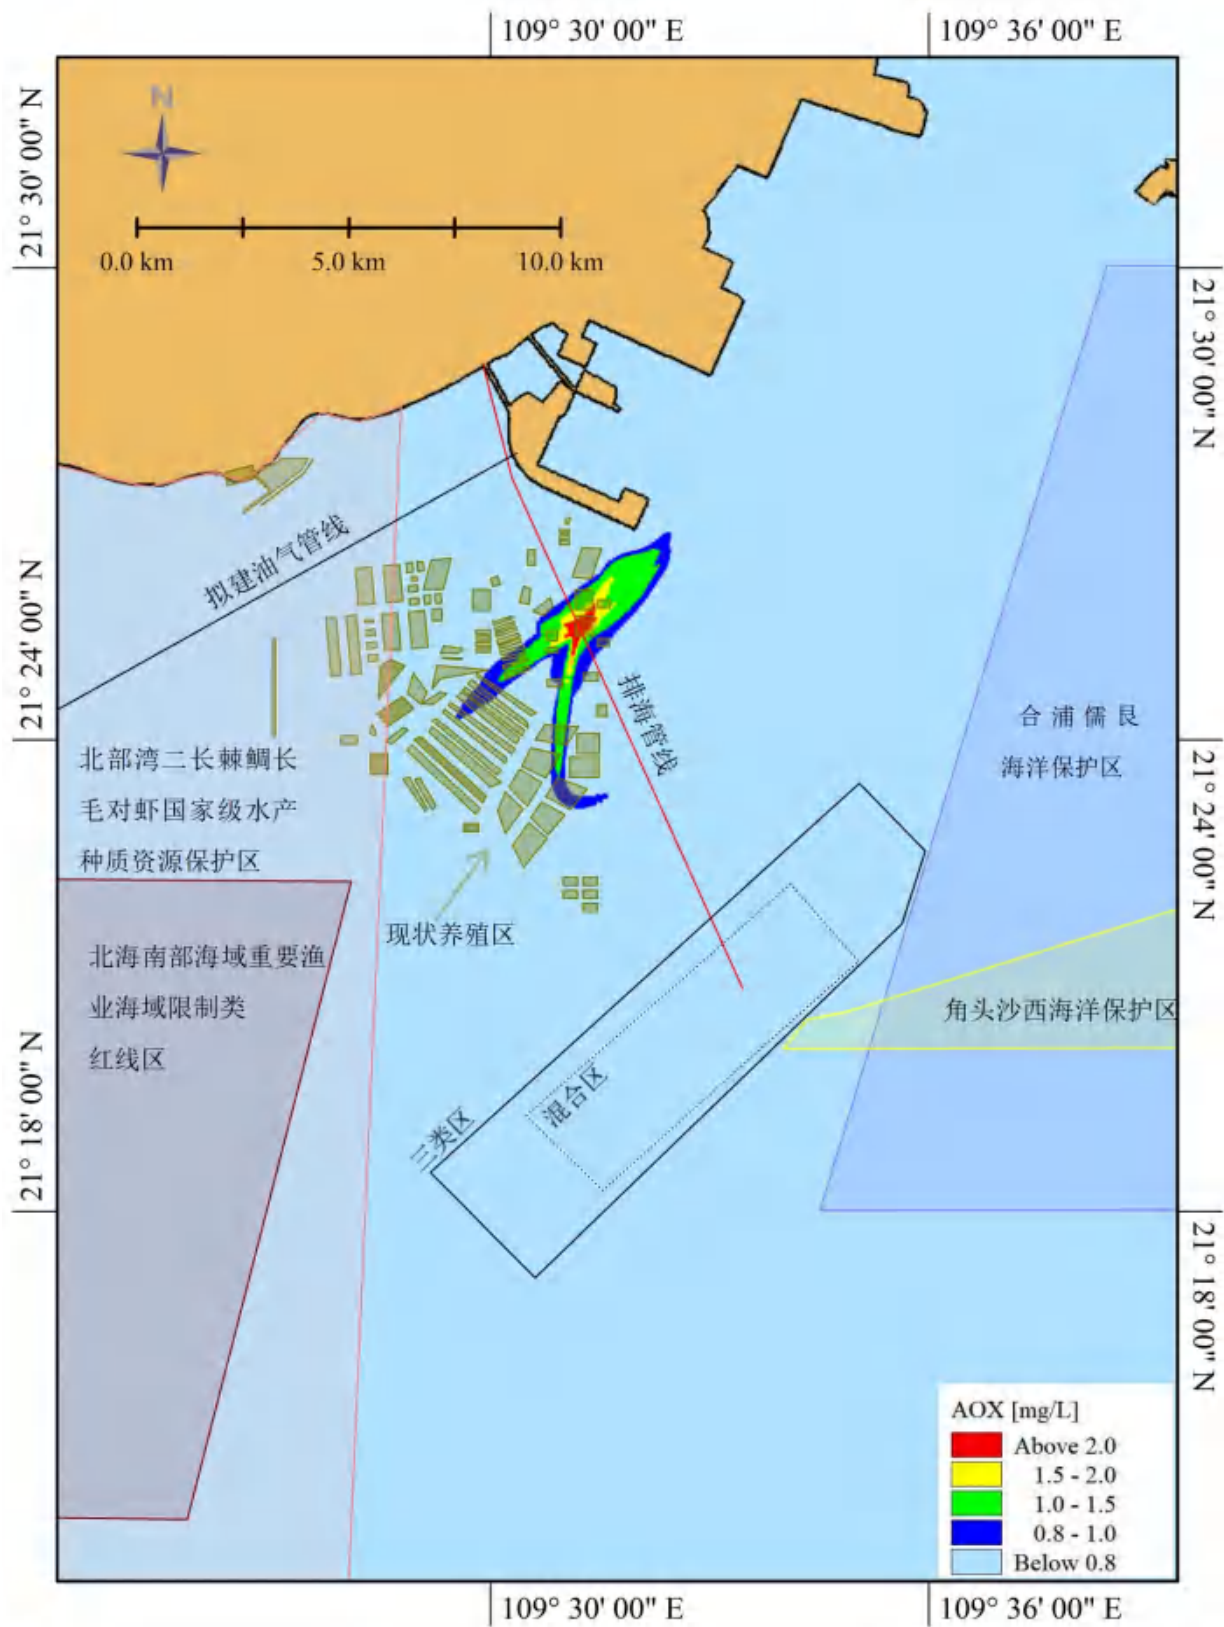 109° 30' 00" E
109° 36' 00" E
N
21° 30' 00" N
0.0 km
5.0 km
10.0 km
21° 30' 00" N
拟建油气管线
21° 24' 00" N
排海管线
合浦儒艮
海洋保护区
北部湾二长棘鲷长
毛对虾国家级水产
种质资源保护区
21° 24' 00" N
现状养殖区
北海南部海域重要渔
业海域限制类
红线区
角头沙西海洋保护区
混合区
三类区
21° 18' 00" N
21° 18' 00" N
AOX [mg/L]
Above 2.0
1.5 - 2.0
1.0 - 1.5
0.8 - 1.0
Below 0.8
109° 30' 00" E
109° 36' 00" E